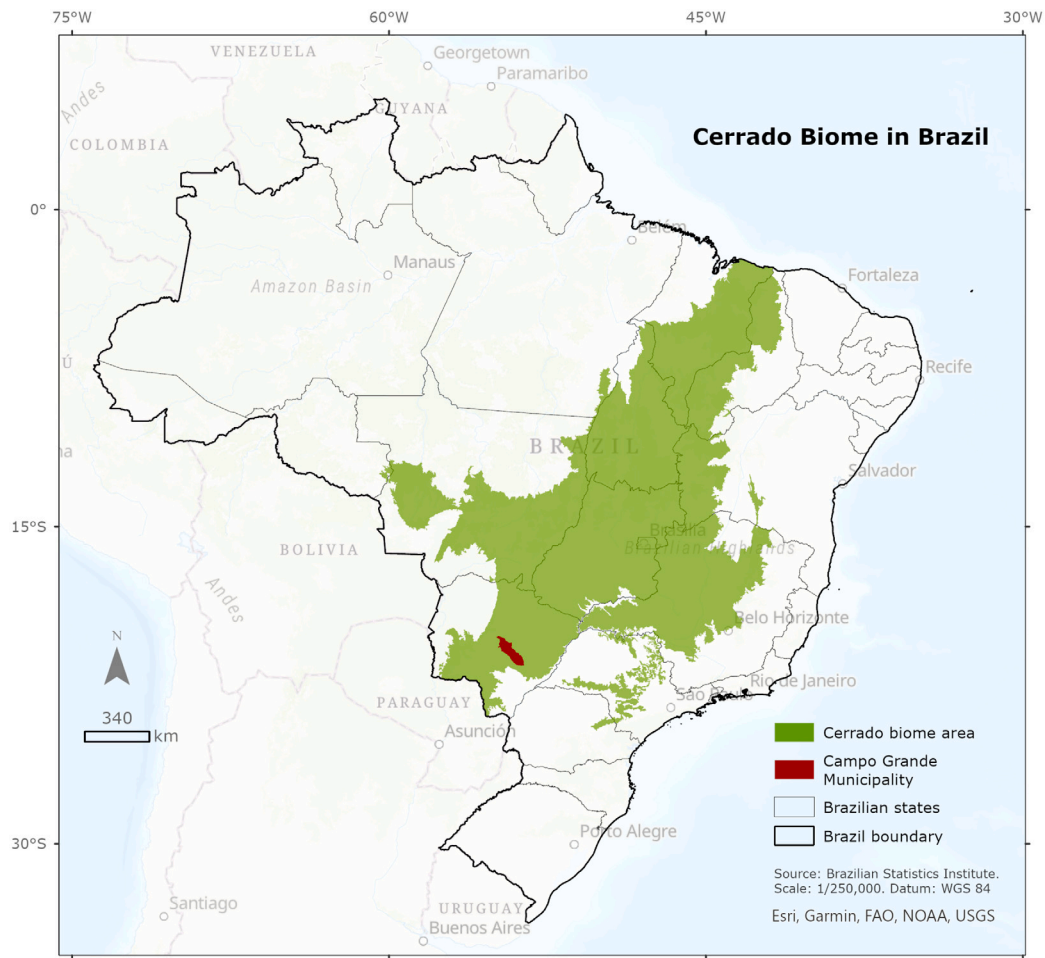 75°W 60°W 45°W 30°W
VENEZUELA
Georgetown
Paramaribo
Andes
GUYANA
COLOMBIA
Cerrado Biome in Brazil
0°
Belém
Manaus
Fortaleza
Amazon Basin
Ú
Recife
BRAZIL
na
Salvador
15°S
Brasília
BOLIVIA
Brazilian Highlands
Andes
Belo Horizonte
N
Rio de Janeiro
São Paulo
PARAGUAY
340
km
Asunción
Cerrado biome area
Campo Grande
Municipality
Brazilian states
Porto Alegre
Brazil boundary
30°S
Source: Brazilian Statistics Institute.
Scale: 1/250,000. Datum: WGS 84
Santiago
URUGUAY
Esri, Garmin, FAO, NOAA, USGS
Buenos Aires